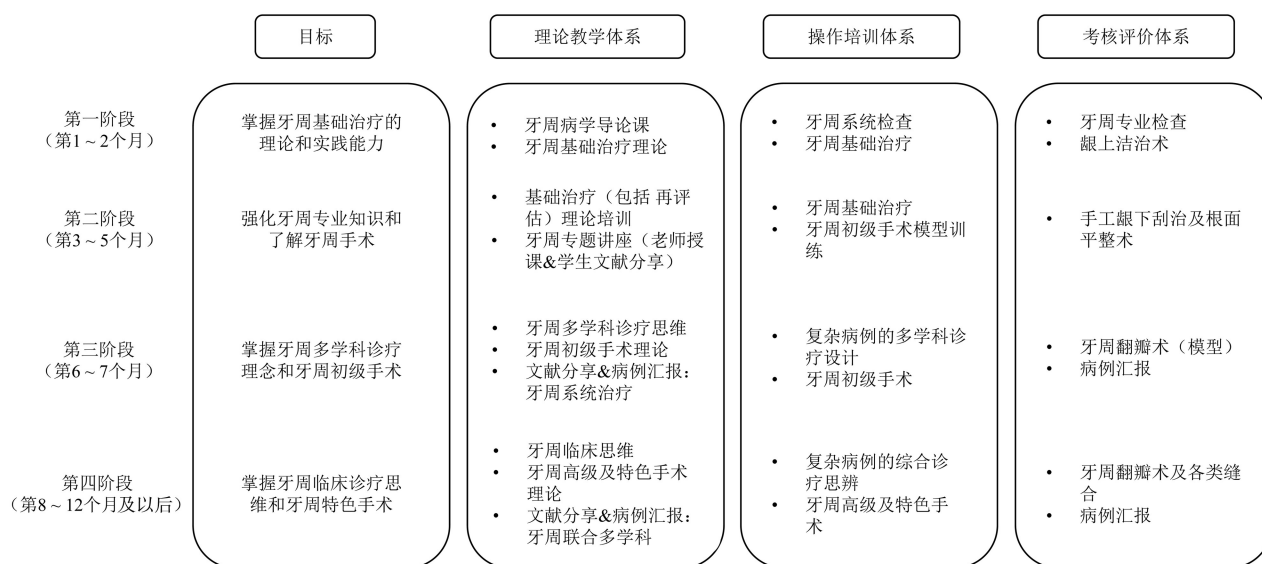 目标
理论教学体系
操作培训体系
考核评价体系
第一阶段
（第1～2个月）
掌握牙周基础治疗的
理论和实践能力
• 牙周病学导论课
• 牙周基础治疗理论
• 牙周系统检查
• 牙周基础治疗
• 牙周专业检查
• 龈上洁治术
第二阶段
（第3～5个月）
强化牙周专业知识和
了解牙周手术
• 基础治疗（包括 再评
估）理论培训
• 牙周专题讲座（老师授
课&学生文献分享）
• 牙周基础治疗
• 牙周初级手术模型训
练
• 手工龈下刮治及根面
平整术
第三阶段
（第6～7个月）
掌握牙周多学科诊疗
理念和牙周初级手术
• 牙周多学科诊疗思维
• 牙周初级手术理论
• 文献分享&病例汇报：
牙周系统治疗
• 复杂病例的多学科诊
疗设计
• 牙周初级手术
• 牙周翻瓣术（模型）
• 病例汇报
第四阶段
（第8～12个月及以后）
掌握牙周临床诊疗思
维和牙周特色手术
• 牙周临床思维
• 牙周高级及特色手术
理论
• 文献分享&病例汇报：
牙周联合多学科
• 复杂病例的综合诊
疗思辨
• 牙周高级及特色手
术
• 牙周翻瓣术及各类缝
合
• 病例汇报